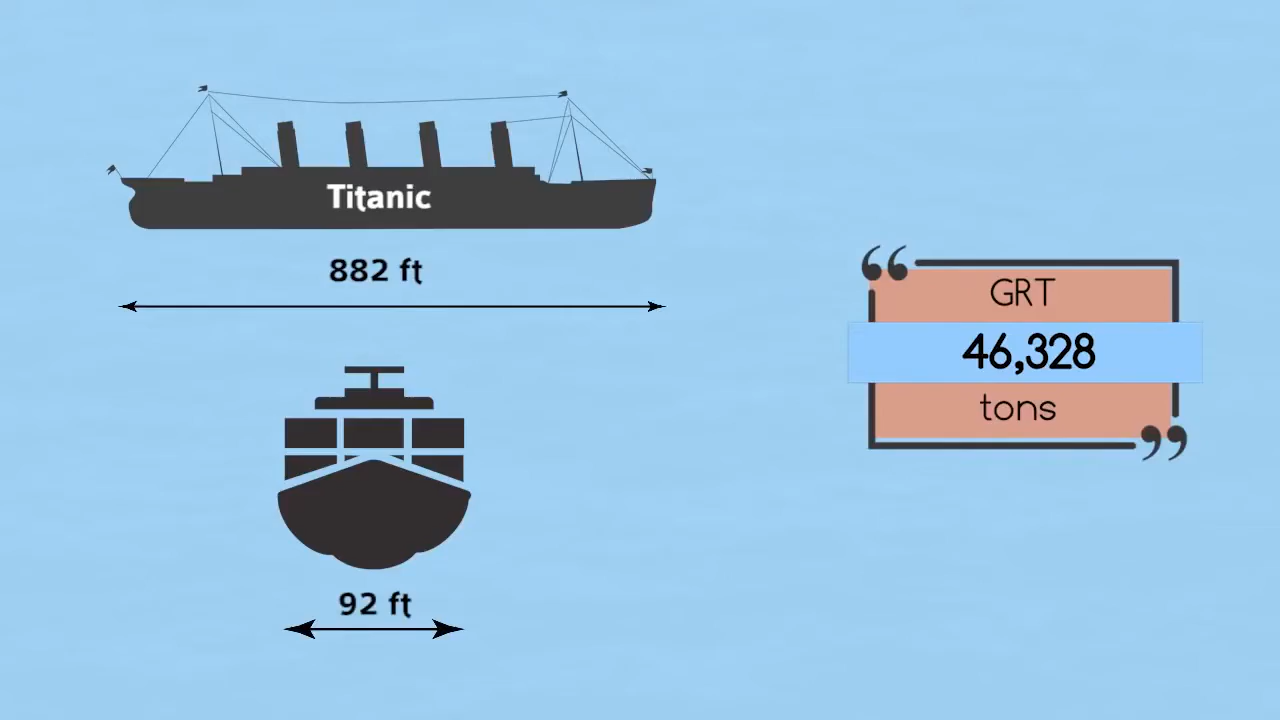 Titanic
882 ft
92 ft
“
GRT
46,328
tons
”